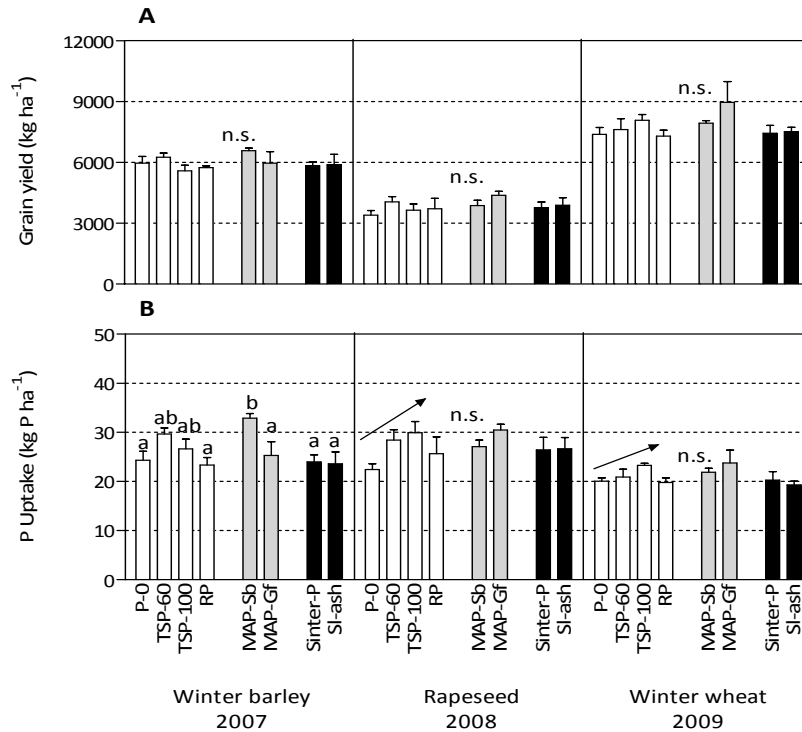 A
Grain yield (kg ha-1)
12000
9000
6000
3000
0
n.s.
n.s.
n.s.
B
P Uptake (kg P ha-1)
50
40
30
20
10
0
a
ab
ab
a
b
a
a
a
n.s.
n.s.
P-0
TSP-60
TSP-100
RP
MAP-Sb
MAP-Gf
Sinter-P
Sl-ash
P-0
TSP-60
TSP-100
RP
MAP-Sb
MAP-Gf
Sinter-P
Sl-ash
P-0
TSP-60
TSP-100
RP
MAP-Sb
MAP-Gf
Sinter-P
Sl-ash
Winter barley
2007
Rapeseed
2008
Winter wheat
2009